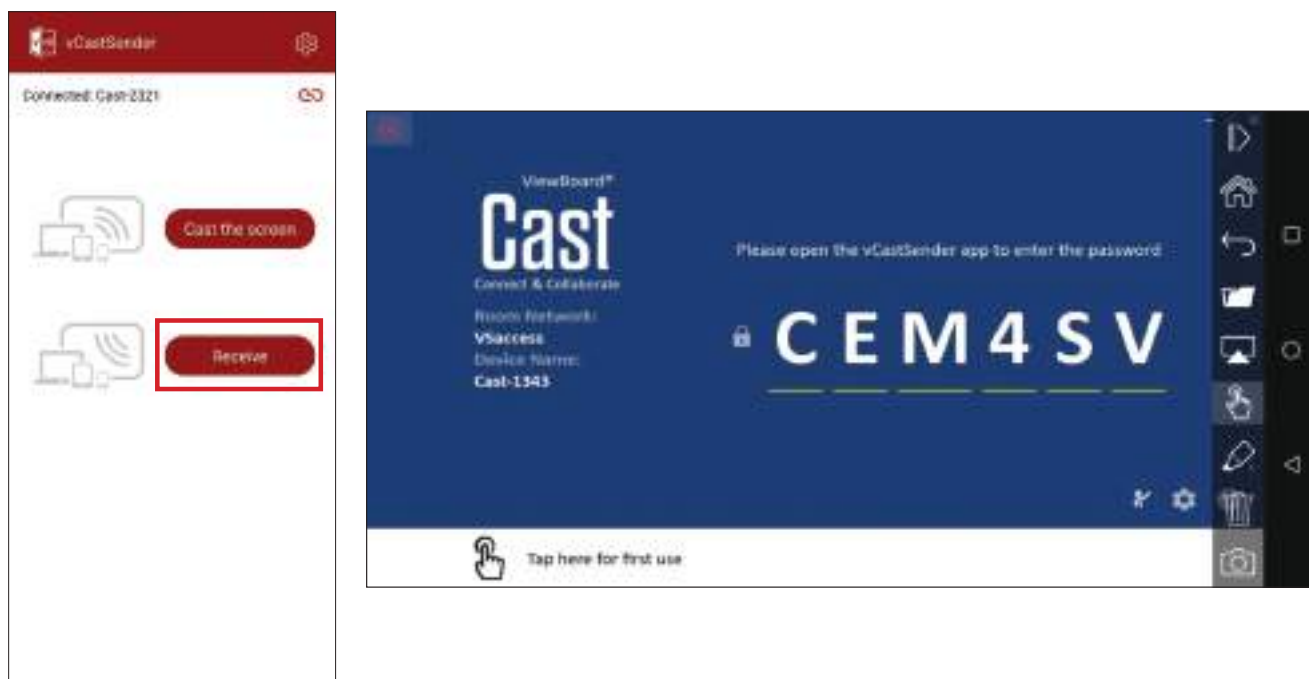 vCastSender
Connected: Cast-2321
Cast the screen
Receive
ViewBoard®
Cast
Connect & Collaborate
Room Network:
VSaccess
Device Name:
Cast-1343
Please open the vCastSender app to enter the password
C E M 4 S V
Tap here for first use